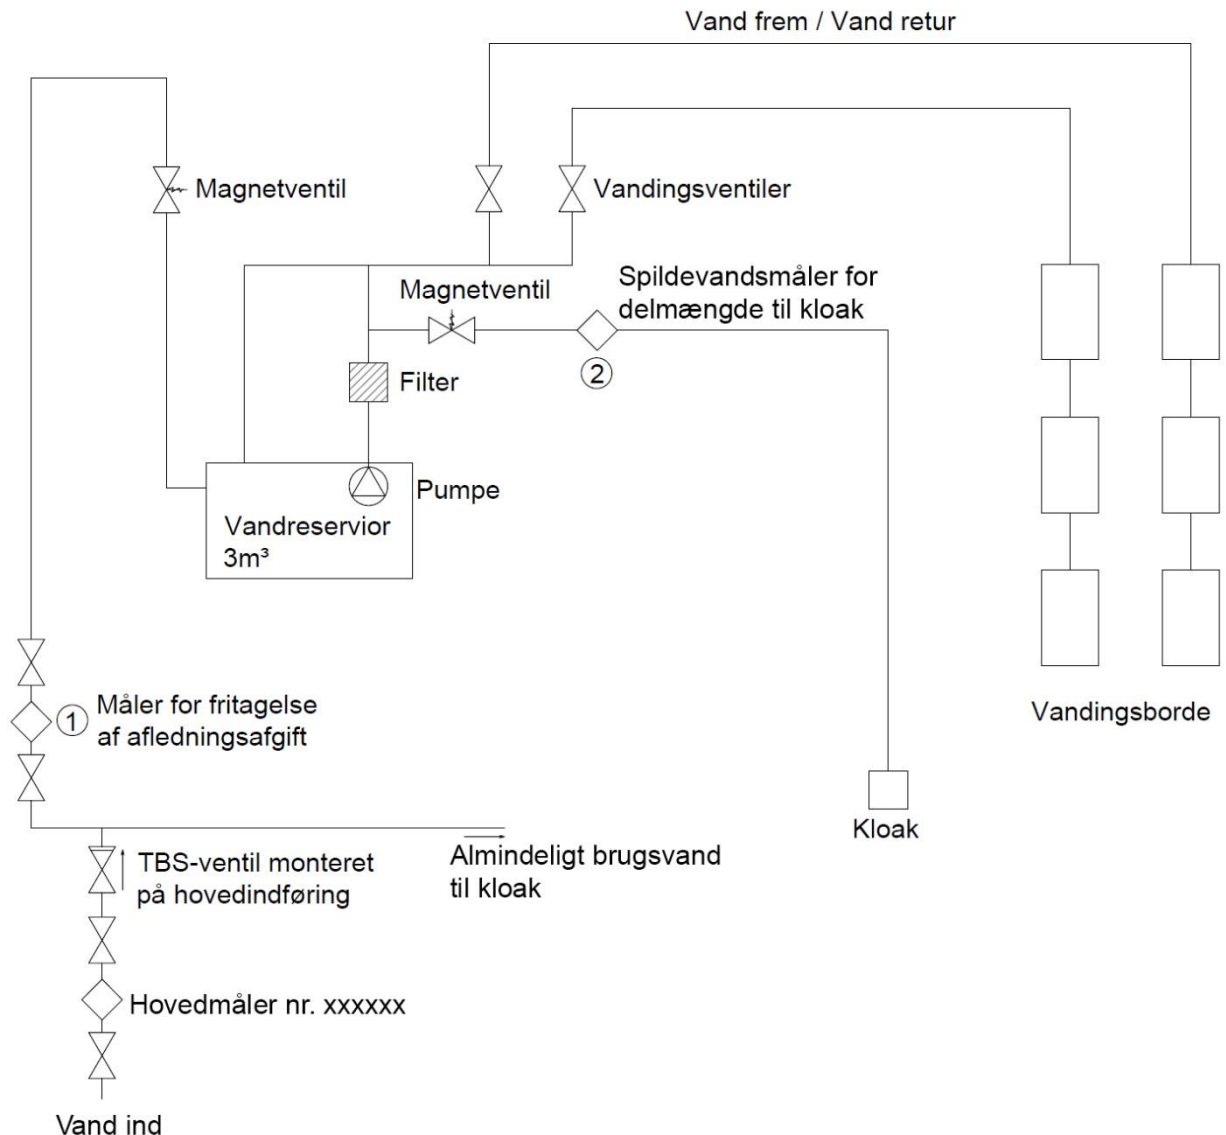 Vand frem / Vand retur
Magnetventil
Vandingsventiler
Magnetventil
Spildevandsmåler for
delmængde til kloak
2
Filter
Pumpe
Vandreservior
3m³
1
Måler for fritagelse
af afledningsafgift
Vandingsborde
Kloak
TBS-ventil monteret
på hovedindføring
Almindeligt brugsvand
til kloak
Hovedmåler nr. xxxxxx
Vand ind